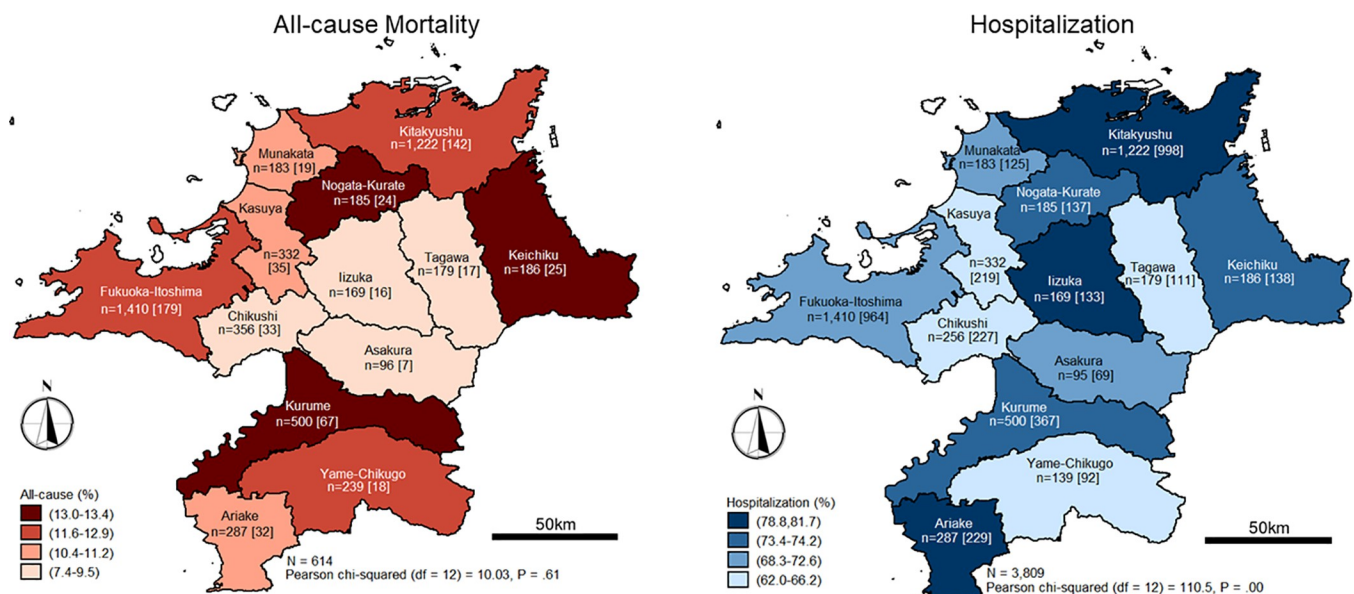 All-cause Mortality
Kitakyushu
n=1,222 [142]
Munakata
n=183 [19]
Nogata-Kurate
n=185 [24]
Kasuya
n=332
[35]
Tagawa
n=179 [17]
Keichiku
n=186 [25]
Iizuka
n=169 [16]
Fukuoka-Itoshima
n=1,410 [179]
Chikushi
n=356 [33]
Asakura
n=96 [7]
Kurume
n=500 [67]
Yame-Chikugo
n=239 [18]
Ariake
n=287 [32]
N
All-cause (%)
(13.0-13.4)
(11.6-12.9)
(10.4-11.2)
(7.4-9.5)
50km
N = 614
Pearson chi-squared (df = 12) = 10.03, P = .61
Hospitalization
Kitakyushu
n=1,222 [998]
Munakata
n=183 [125]
Nogata-Kurate
n=185 [137]
Kasuya
n=332
[219]
Tagawa
n=179 [111]
Keichiku
n=186 [138]
Iizuka
n=169 [133]
Fukuoka-Itoshima
n=1,410 [964]
Chikushi
n=256 [227]
Asakura
n=95 [69]
Kurume
n=500 [367]
Yame-Chikugo
n=139 [92]
Ariake
n=287 [229]
N
Hospitalization (%)
(78.8,81.7)
(73.4-74.2)
(68.3-72.6)
(62.0-66.2)
50km
N = 3,809
Pearson chi-squared (df = 12) = 110.5, P = .00